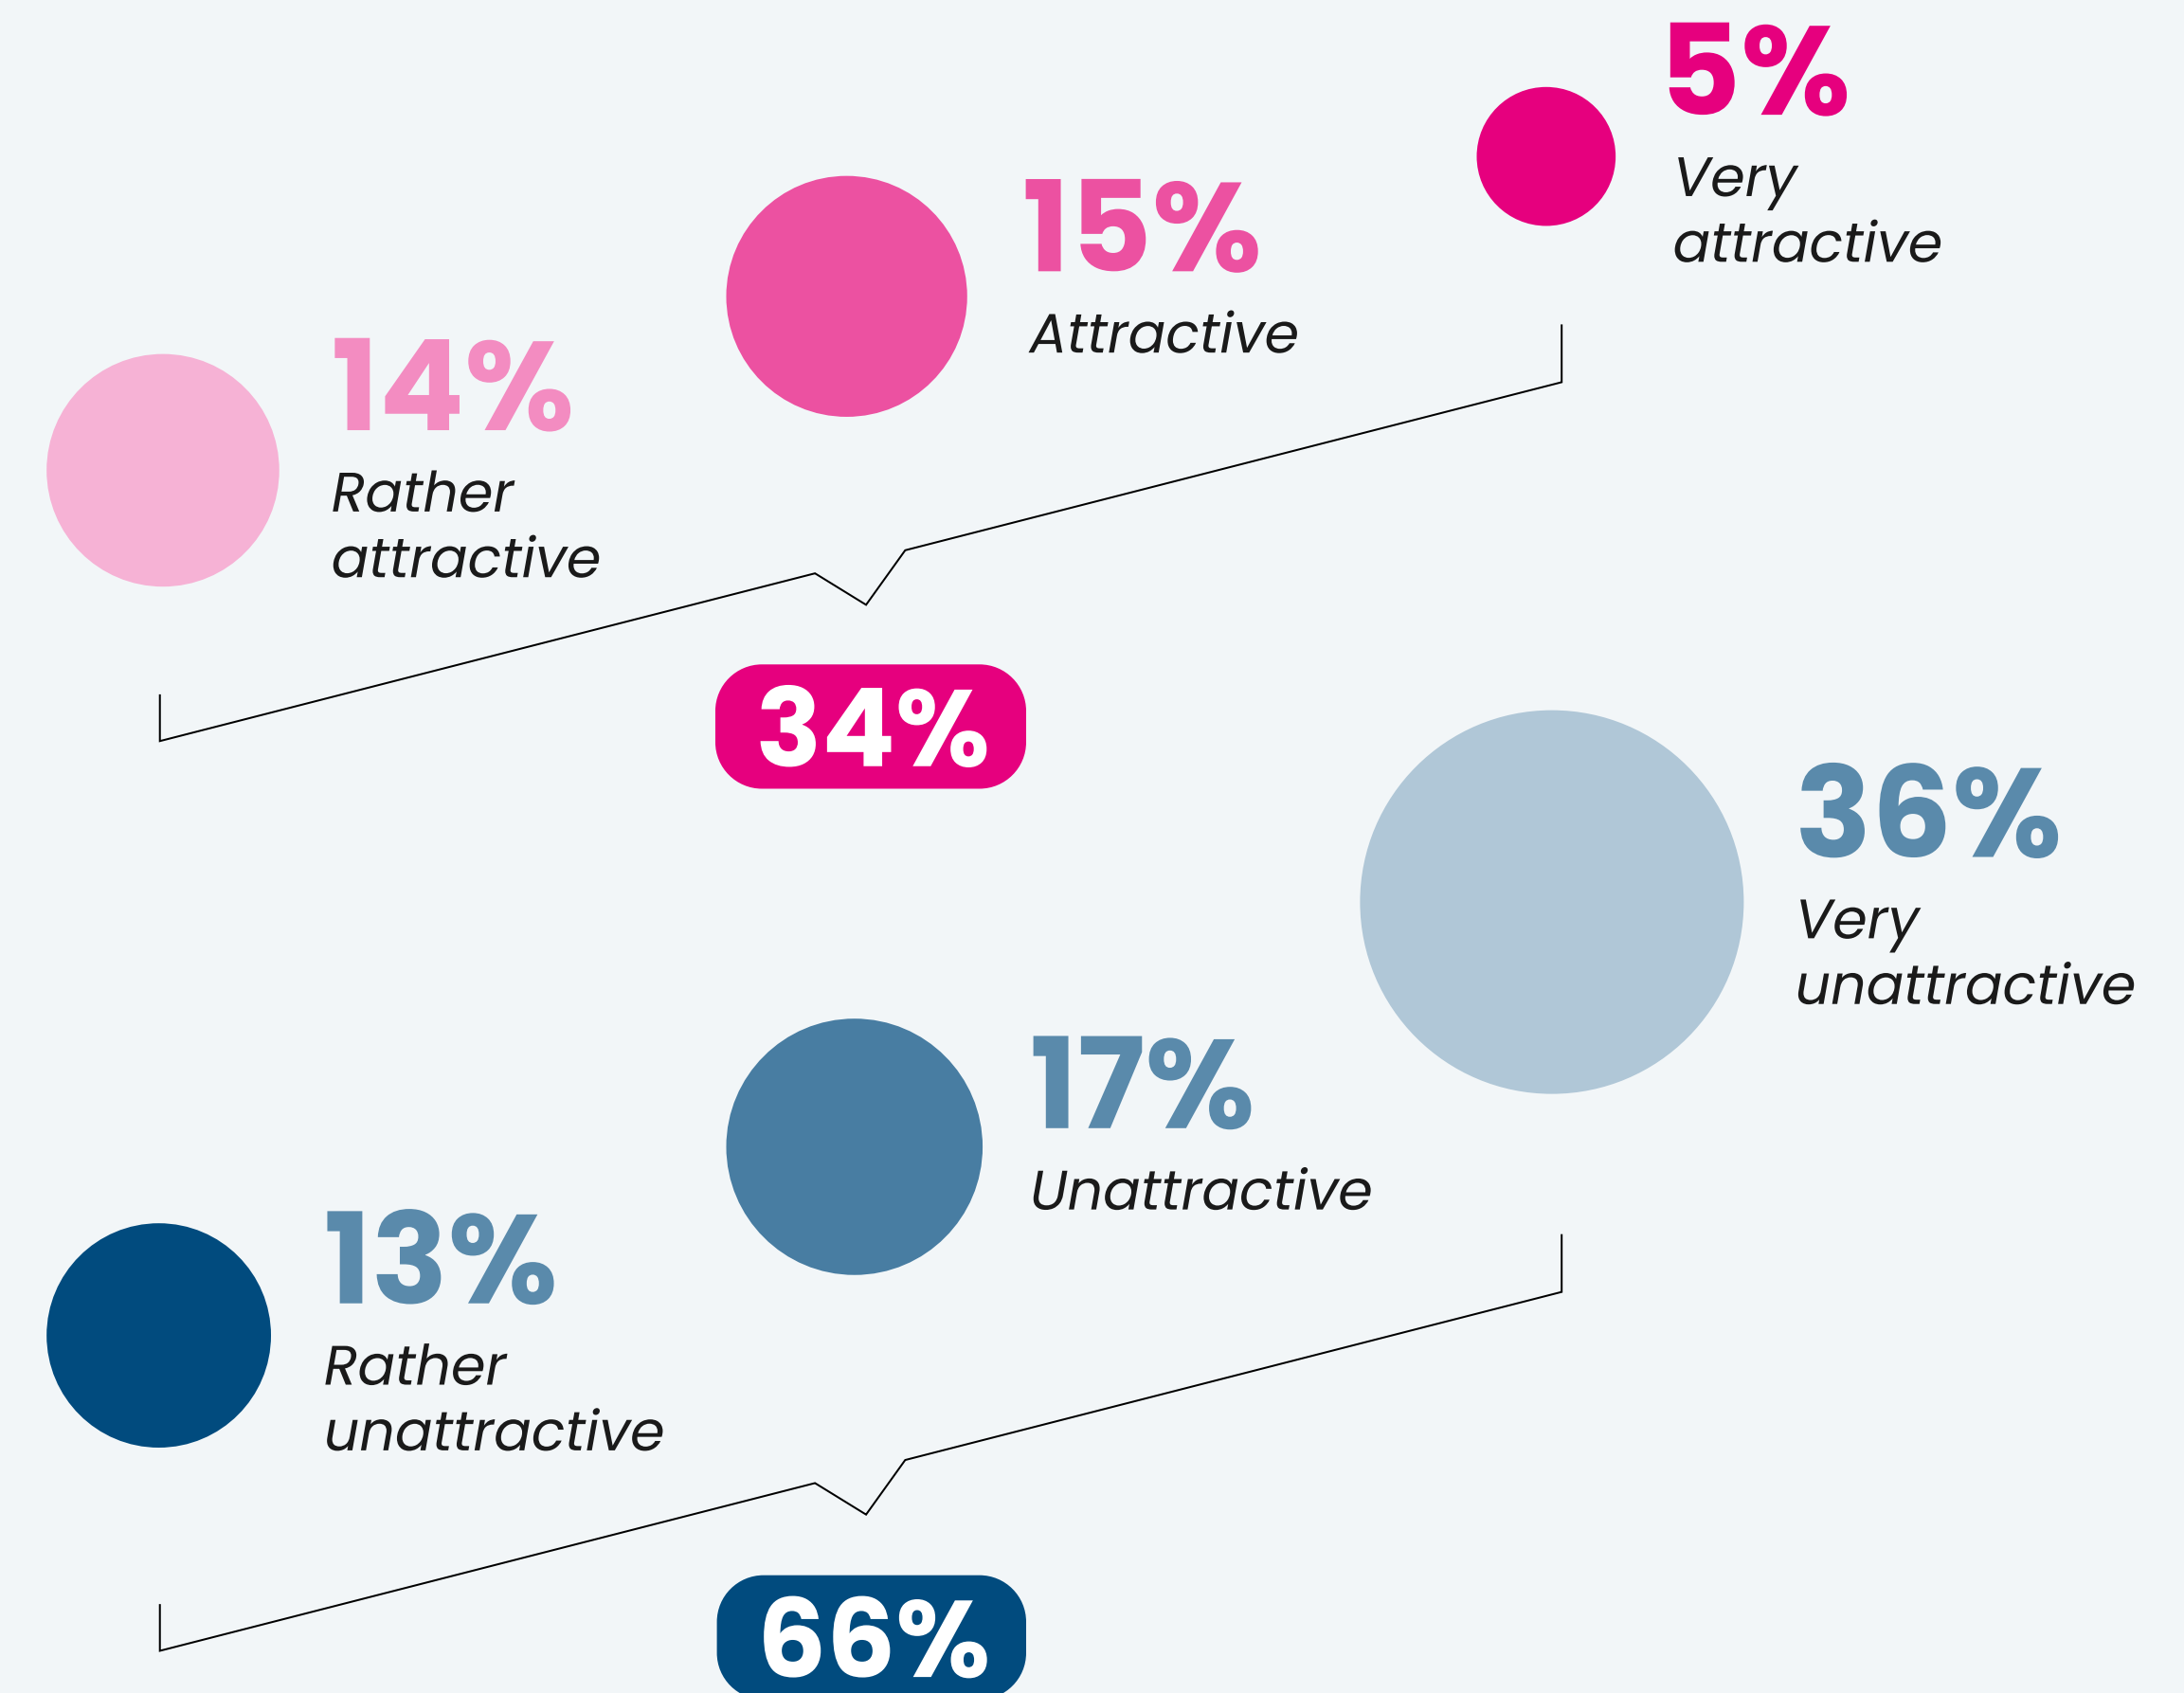 5%
Very
attractive
15%
Attractive
14%
Rather
attractive
34%
36%
Very
unattractive
17%
Unattractive
13%
Rather
unattractive
66%